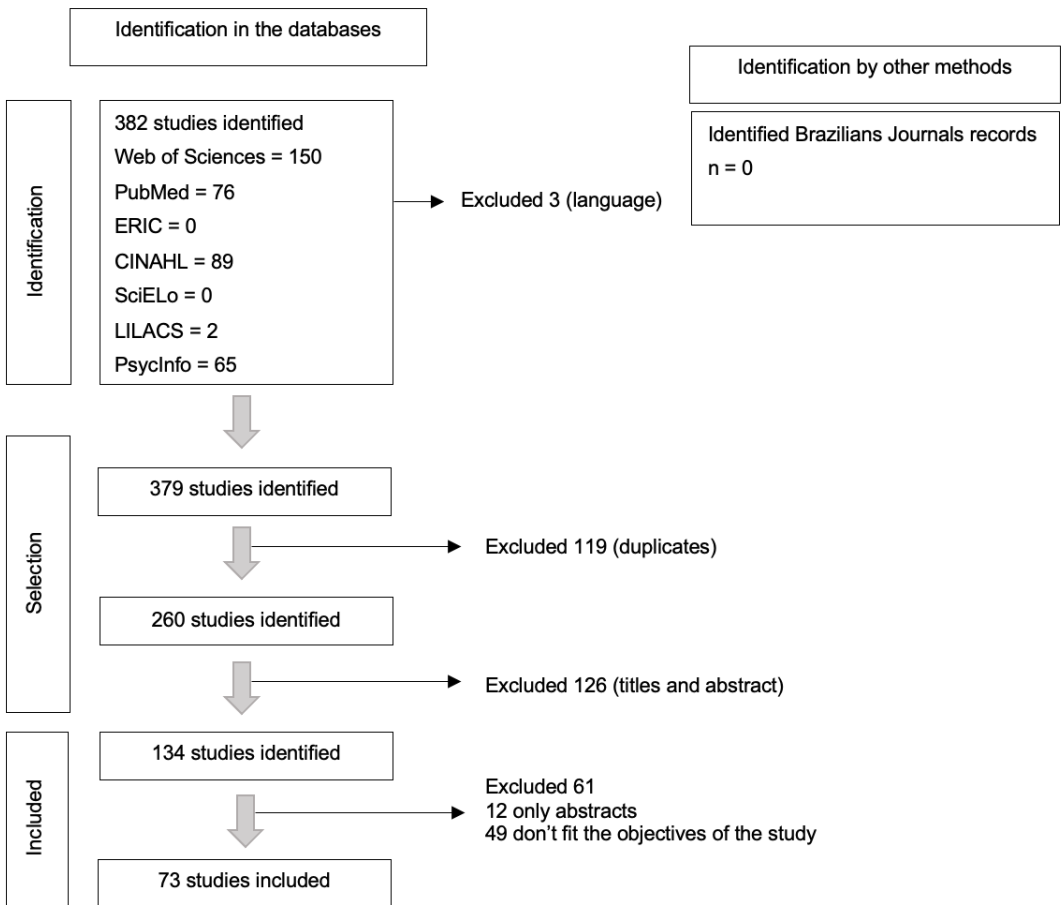 Identification in the databases
Identification by other methods
Identification
382 studies identified
Web of Sciences = 150
PubMed = 76
ERIC = 0
CINAHL = 89
SciELo = 0
LILACS = 2
PsycInfo = 65
Excluded 3 (language)
Identified Brazilians Journals records
n = 0
Selection
379 studies identified
Excluded 119 (duplicates)
260 studies identified
Excluded 126 (titles and abstract)
Included
134 studies identified
Excluded 61
12 only abstracts
49 don’t fit the objectives of the study
73 studies included